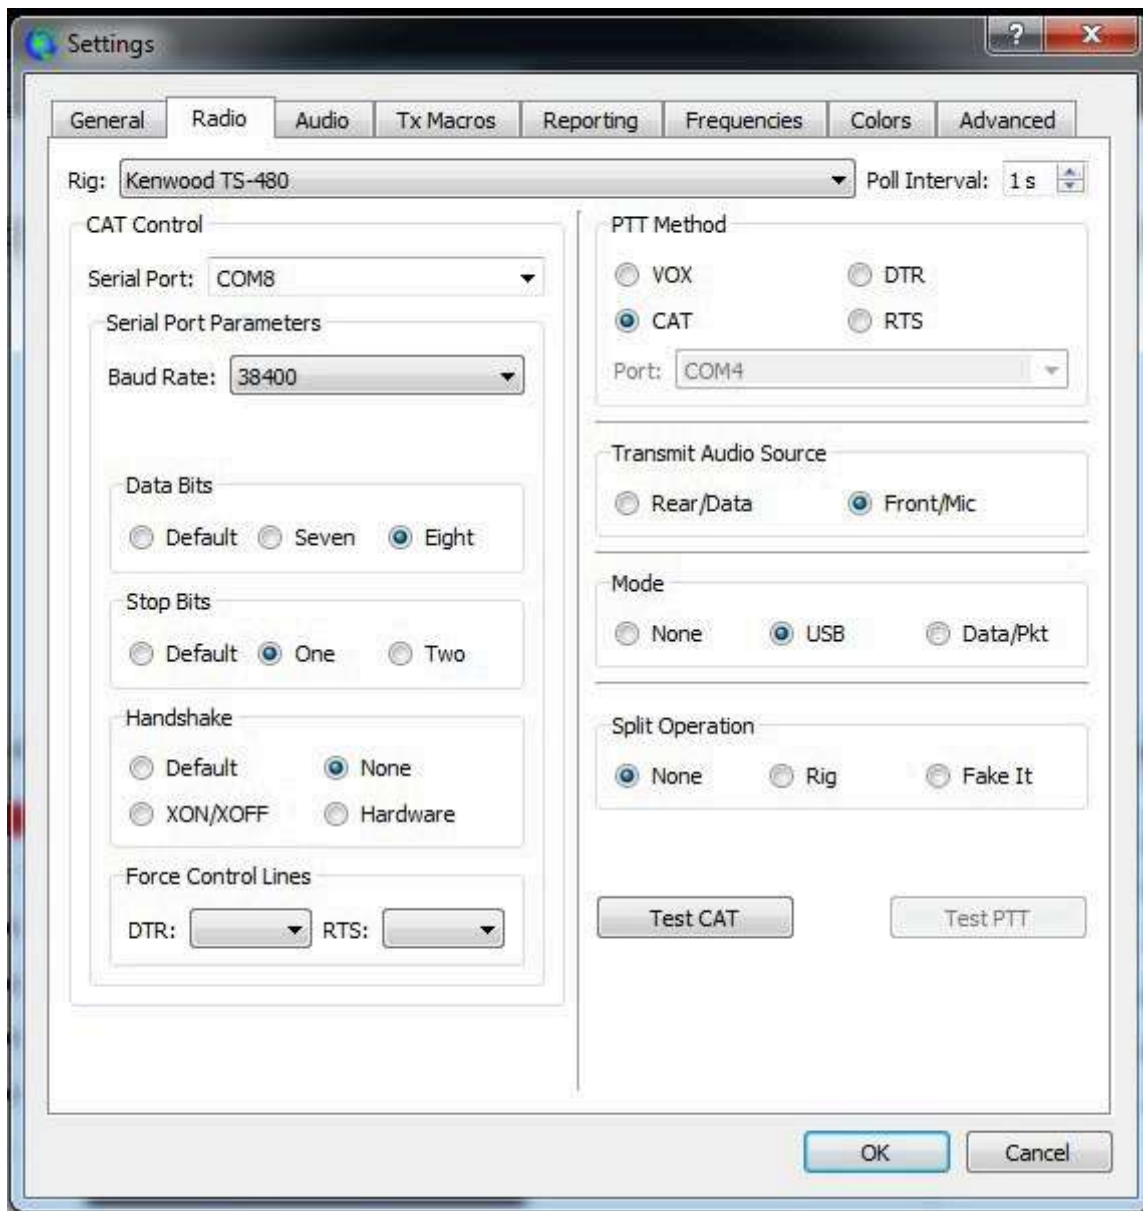 Settings
General Radio Audio Tx Macros Reporting Frequencies Colors Advanced
Rig: Kenwood TS-480 Poll Interval: 1 s
CAT Control
Serial Port: COM8
Serial Port Parameters
Baud Rate: 38400
Data Bits
Default Seven Eight
Stop Bits
Default One Two
Handshake
Default None
XON/XOFF Hardware
Force Control Lines
DTR: RTS:
PTT Method
VOX DTR
CAT RTS
Port: COM4
Transmit Audio Source
Rear/Data Front/Mic
Mode
None USB Data/Pkt
Split Operation
None Rig Fake It
Test CAT Test PTT
OK Cancel